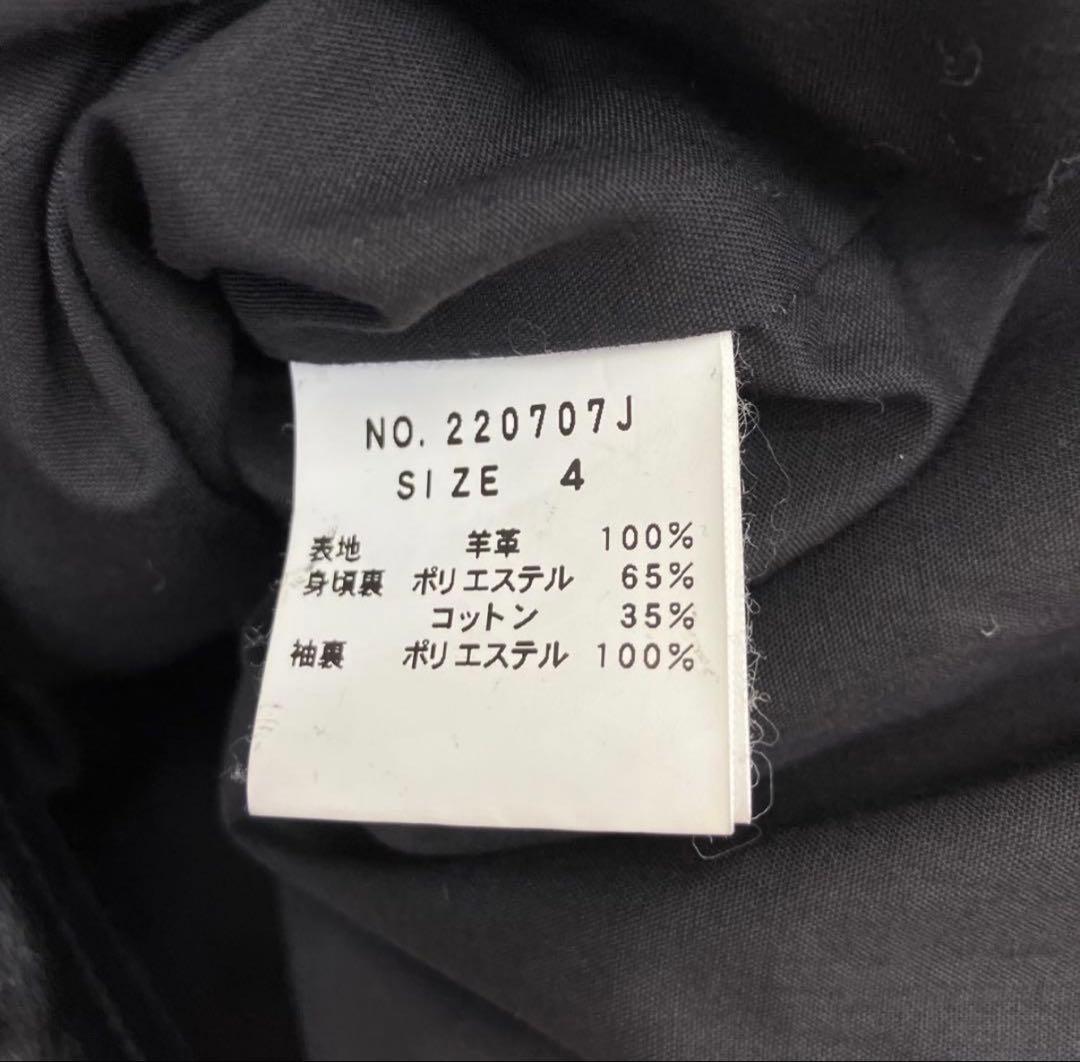 NO. 220707J
SIZE 4
表地 羊革 100%
身頃裏 ポリエステル 65%
コットン 35%
袖裏 ポリエステル 100%